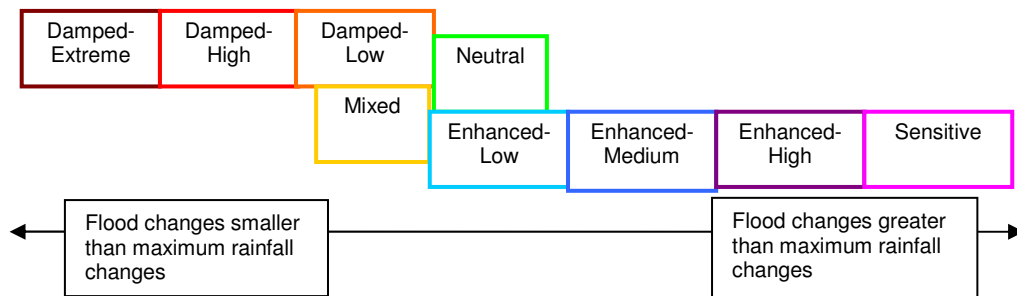 Damped-
Extreme
Damped-
High
Damped-
Low
Neutral
Mixed
Enhanced-
Low
Enhanced-
Medium
Enhanced-
High
Sensitive
Flood changes smaller
than maximum rainfall
changes
Flood changes greater
than maximum rainfall
changes